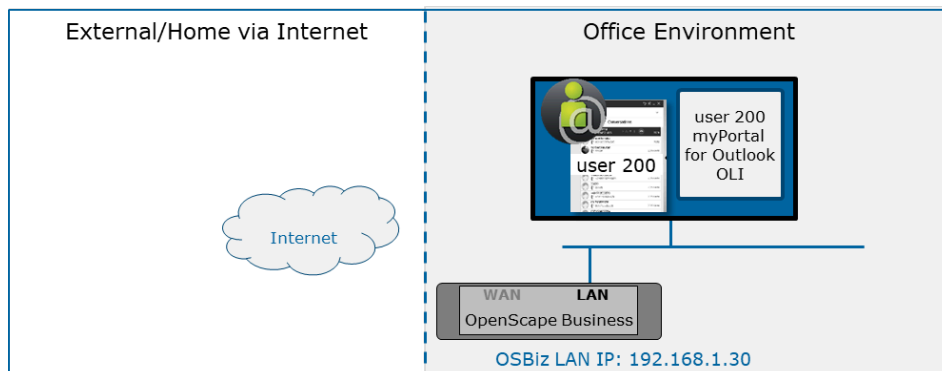 External/Home via Internet
Office Environment
@
user 200
user 200
myPortal
for Outlook
OLI
Internet
WAN LAN
OpenScape Business
OSBiz LAN IP: 192.168.1.30